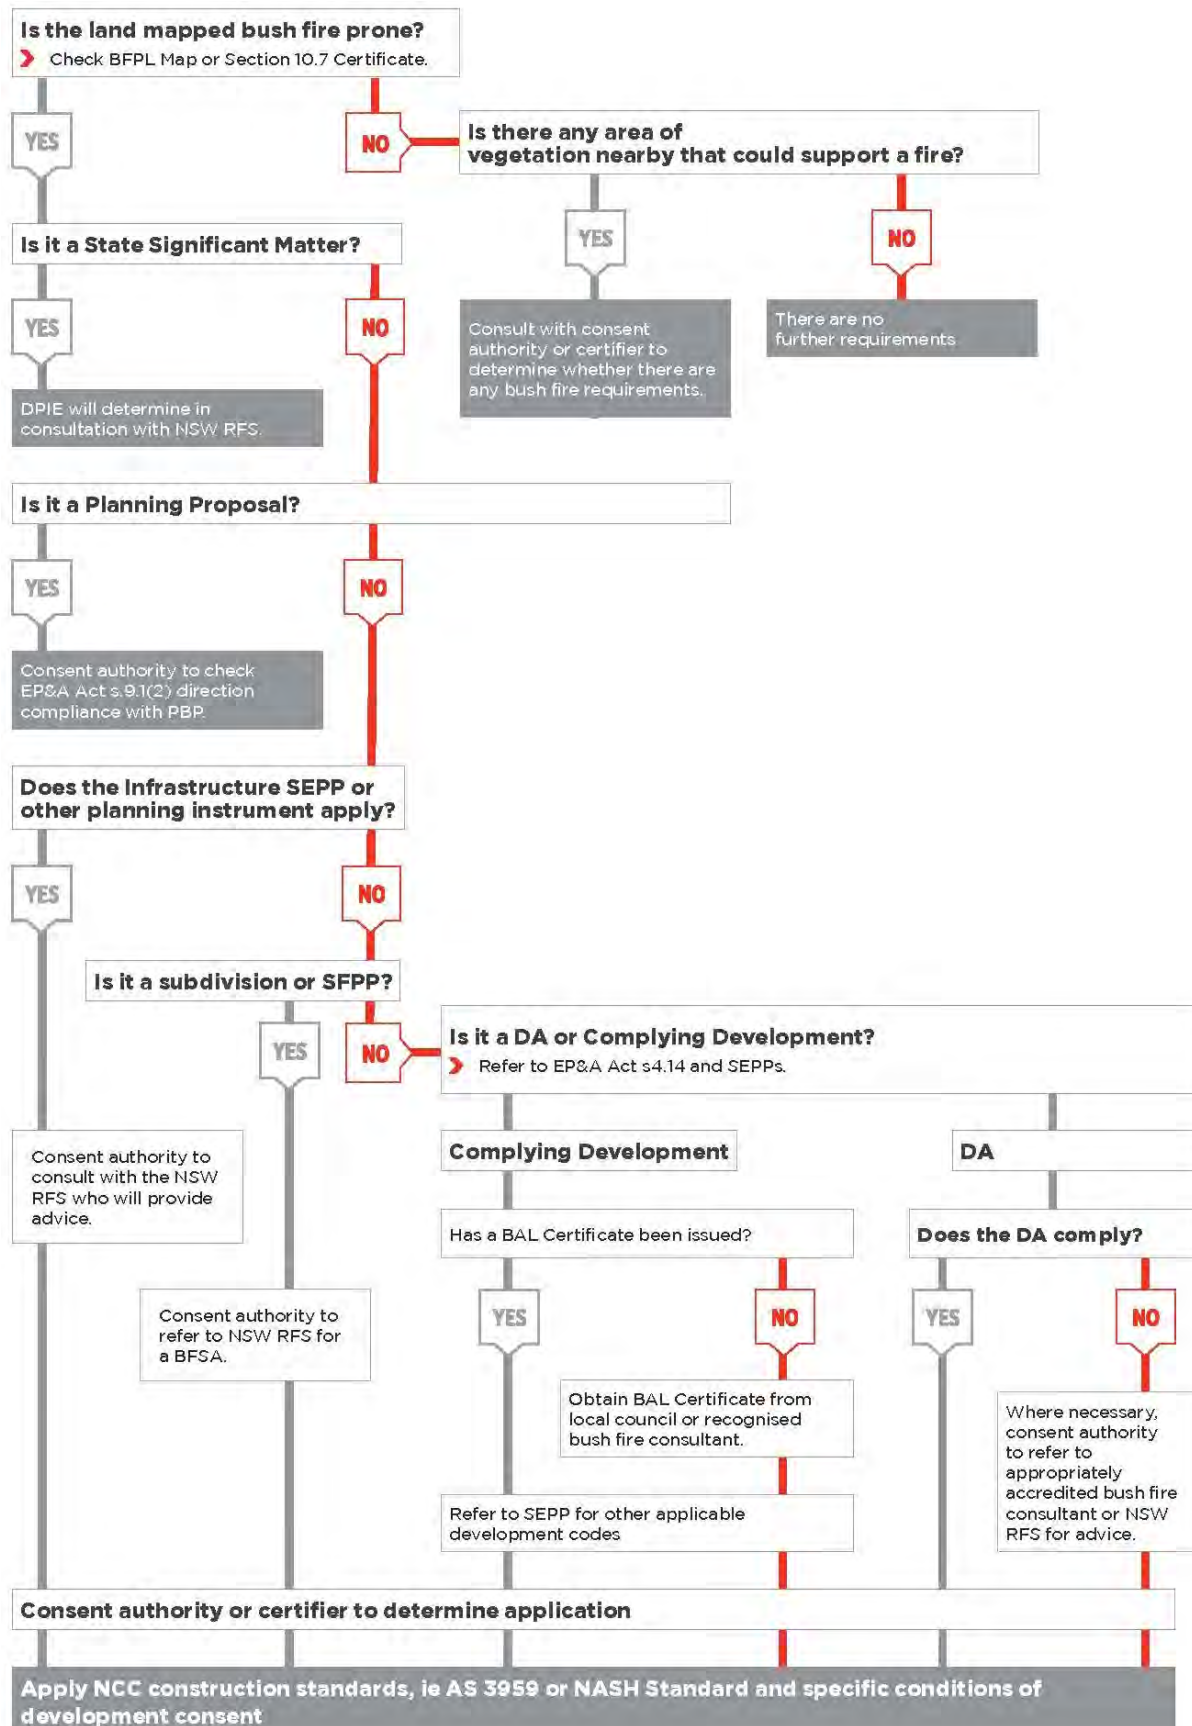 Is the land mapped bush fire prone?
Check BFPL Map or Section 10.7 Certificate.
YES
NO
Is there any area of
vegetation nearby that could support a fire?
YES
NO
Is it a State Significant Matter?
YES
NO
Consult with consent
authority or certifier to
determine whether there are
any bush fire requirements.
There are no
further requirements
DPIE will determine in
consultation with NSW RFS.
Is it a Planning Proposal?
YES
NO
Consent authority to check
EP&A Act s.9.1(2) direction
compliance with PBP.
Does the Infrastructure SEPP or
other planning instrument apply?
YES
NO
Is it a subdivision or SFPP?
YES
NO
Is it a DA or Complying Development?
Refer to EP&A Act s4.14 and SEPPs.
Consent authority to
consult with the NSW
RFS who will provide
advice.
Complying Development
DA
Has a BAL Certificate been issued?
Does the DA comply?
Consent authority to
refer to NSW RFS for
a BFSA.
YES
NO
YES
NO
Obtain BAL Certificate from
local council or recognised
bush fire consultant.
Where necessary,
consent authority
to refer to
appropriately
accredited bush fire
consultant or NSW
RFS for advice.
Refer to SEPP for other applicable
development codes
Consent authority or certifier to determine application
Apply NCC construction standards, ie AS 3959 or NASH Standard and specific conditions of
development consent